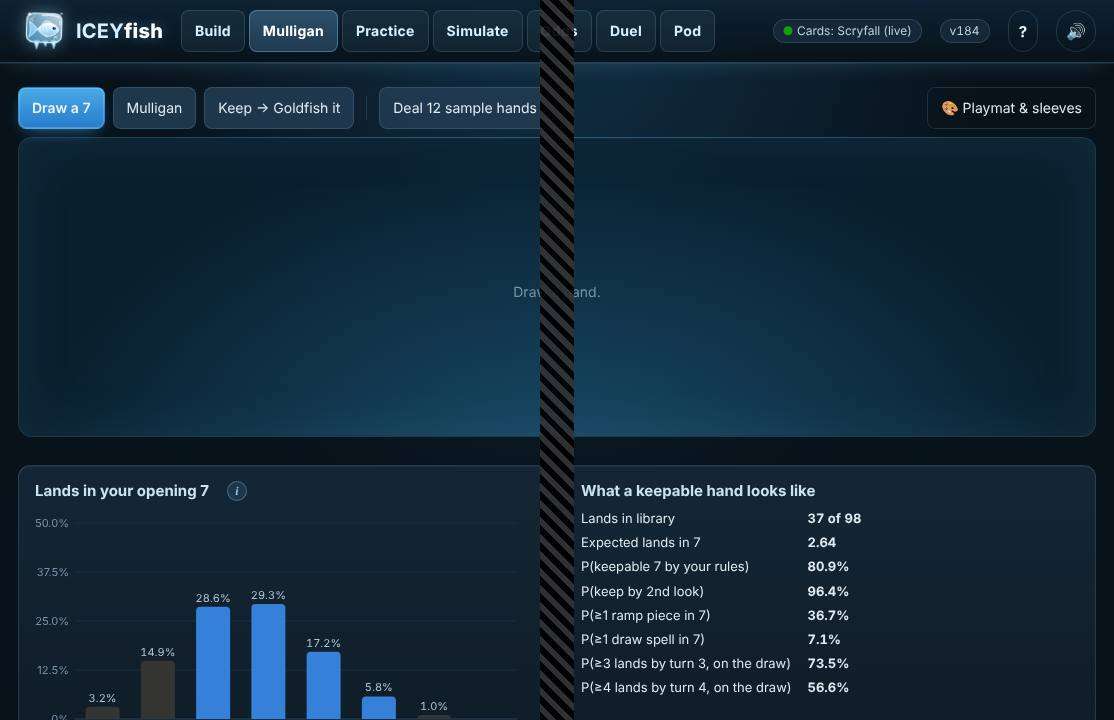 ICEYfish
Build
Mulligan
Practice
Simulate
Duel
Pod
Cards: Scryfall (live)
v184
?
Draw a 7
Mulligan
Keep → Goldfish it
Deal 12 sample hands
Playmat & sleeves
Lands in your opening 7
i
50.0%
37.5%
25.0%
12.5%
0%
3.2%
14.9%
28.6%
29.3%
17.2%
5.8%
1.0%
What a keepable hand looks like
Lands in library 37 of 98
Expected lands in 7 2.64
P(keepable 7 by your rules) 80.9%
P(keep by 2nd look) 96.4%
P(≥1 ramp piece in 7) 36.7%
P(≥1 draw spell in 7) 7.1%
P(≥3 lands by turn 3, on the draw) 73.5%
P(≥4 lands by turn 4, on the draw) 56.6%